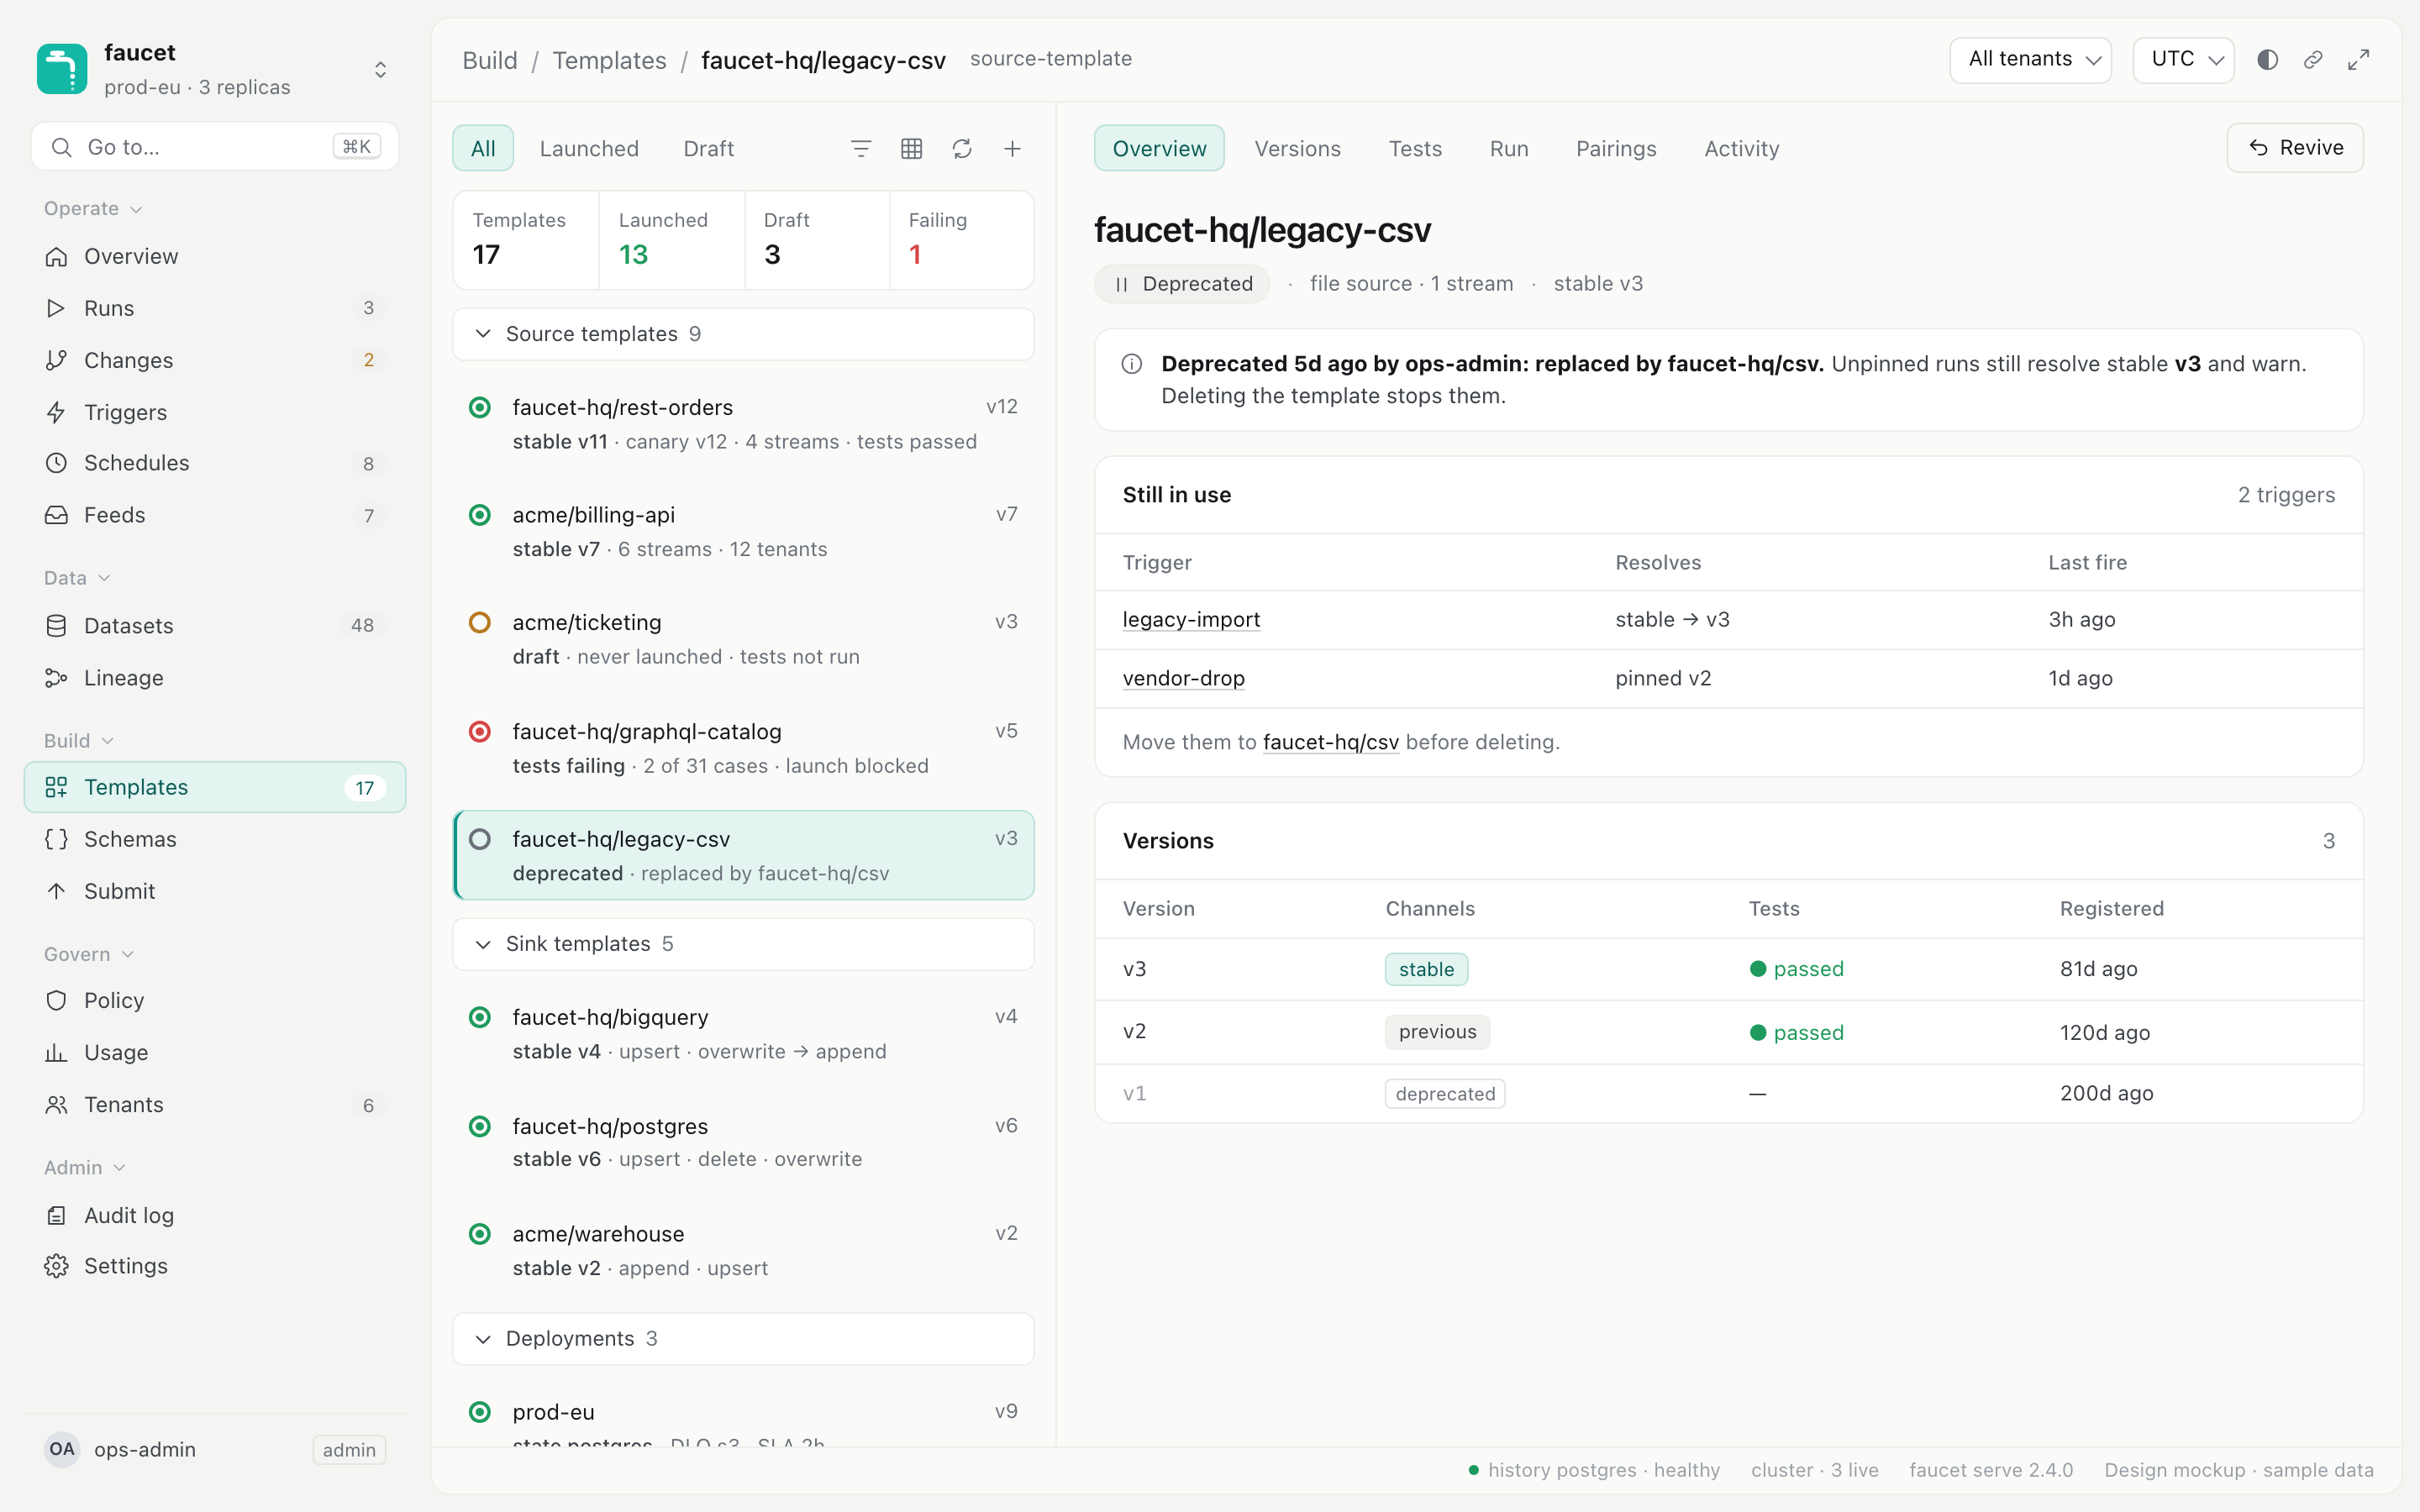 faucet
prod-eu · 3 replicas
Go to...
⌘K
Operate
Overview
Runs 3
Changes 2
Triggers
Schedules 8
Feeds 7
Data
Datasets 48
Lineage
Build
Templates 17
Schemas
Submit
Govern
Policy
Usage
Tenants 6
Admin
Audit log
Settings
OA ops-admin admin
Build / Templates / faucet-hq/legacy-csv source-template
All tenants
UTC
All Launched Draft
Templates Launched Draft Failing
17 13 3 1
Source templates 9
faucet-hq/rest-orders v12
stable v11 · canary v12 · 4 streams · tests passed
acme/billing-api v7
stable v7 · 6 streams · 12 tenants
acme/ticketing v3
draft · never launched · tests not run
faucet-hq/graphql-catalog v5
tests failing · 2 of 31 cases · launch blocked
faucet-hq/legacy-csv v3
deprecated · replaced by faucet-hq/csv
Sink templates 5
faucet-hq/bigquery v4
stable v4 · upsert · overwrite → append
faucet-hq/postgres v6
stable v6 · upsert · delete · overwrite
acme/warehouse v2
stable v2 · append · upsert
Deployments 3
prod-eu v9
state postgres · DLQ s3 · SLA 2h
Overview Versions Tests Run Pairings Activity
Revive
faucet-hq/legacy-csv
Deprecated · file source · 1 stream · stable v3
Deprecated 5d ago by ops-admin: replaced by faucet-hq/csv. Unpinned runs still resolve stable v3 and warn.
Deleting the template stops them.
Still in use 2 triggers
Trigger Resolves Last fire
legacy-import stable → v3 3h ago
vendor-drop pinned v2 1d ago
Move them to faucet-hq/csv before deleting.
Versions 3
Version Channels Tests Registered
v3 stable passed 81d ago
v2 previous passed 120d ago
v1 deprecated — 200d ago
history postgres · healthy cluster · 3 live faucet serve 2.4.0 Design mockup · sample data